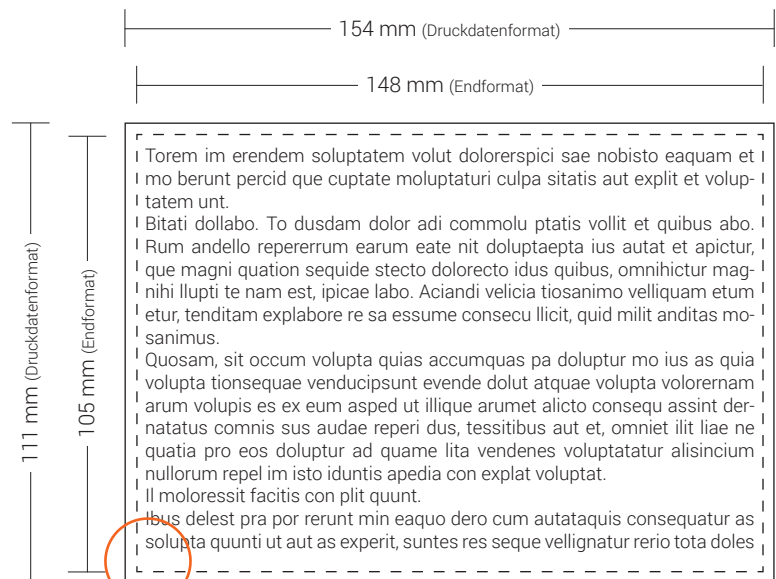 154 mm (Druckdatenformat)
148 mm (Endformat)
111 mm (Druckdatenformat)
105 mm (Endformat)
Torem im erendem soluptatem volut dolorerspici sae nobisto eaquam et
mo berunt percid que cuptate moluptaturi culpa sitatis aut explit et volup-
tatem unt.
Bitati dollabo. To dusdam dolor adi commolu ptatis vollit et quibus abo.
Rum andello repererrum earum eate nit doluptaepta ius autat et apictur,
que magni quation sequide stecto dolorecto idus quibus, omnihictur mag-
nihi llupti te nam est, ipicae labo. Aciandi velicia tiosanimo velliquam etum
etur, tenditam explabore re sa essume consecu llicit, quid milit anditas mo-
sanimus.
Quosam, sit occum volupta quias accumquas pa doluptur mo ius as quia
volupta tionsequae venducipsunt evende dolut atquae volupta volorernam
arum volupis es ex eum asped ut illique arumet alicto consequ assint der-
natatus comnis sus audae reperi dus, tessitibus aut et, omniet ilit liae ne
quatia pro eos doluptur ad quame lita vendenes voluptatatur alisincium
nullorum repel im isto iduntis apedia con explat voluptat.
Il moloressit facitis con plit quunt.
Ibus delest pra por rerunt min eaquo dero cum autataquis consequatur as
solupta quunti ut aut as experit, suntes res seque vellignatur rerio tota doles